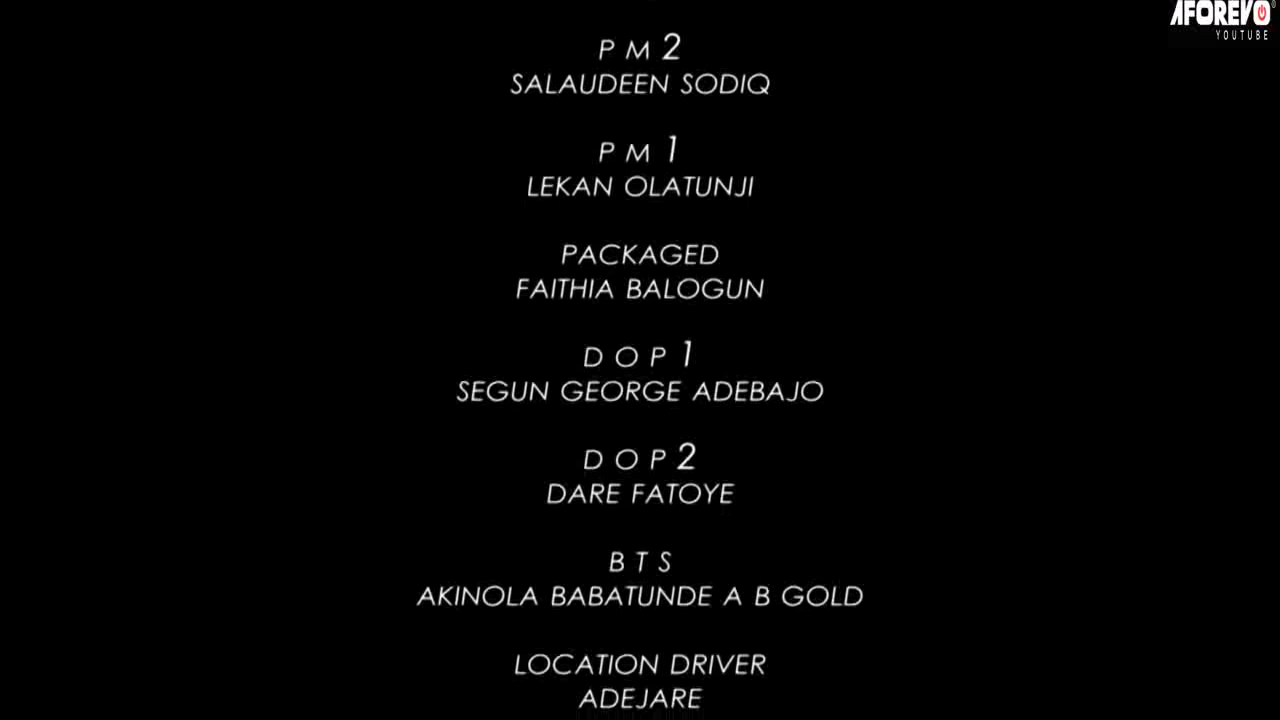 AFOREVO
YOUTUBE
P M 2
SALAUDEEN SODIQ
P M 1
LEKAN OLATUNJI
PACKAGED
FAITHIA BALOGUN
D O P 1
SEGUN GEORGE ADEBAJO
D O P 2
DARE FATOYE
B T S
AKINOLA BABATUNDE A B GOLD
LOCATION DRIVER
ADEJARE